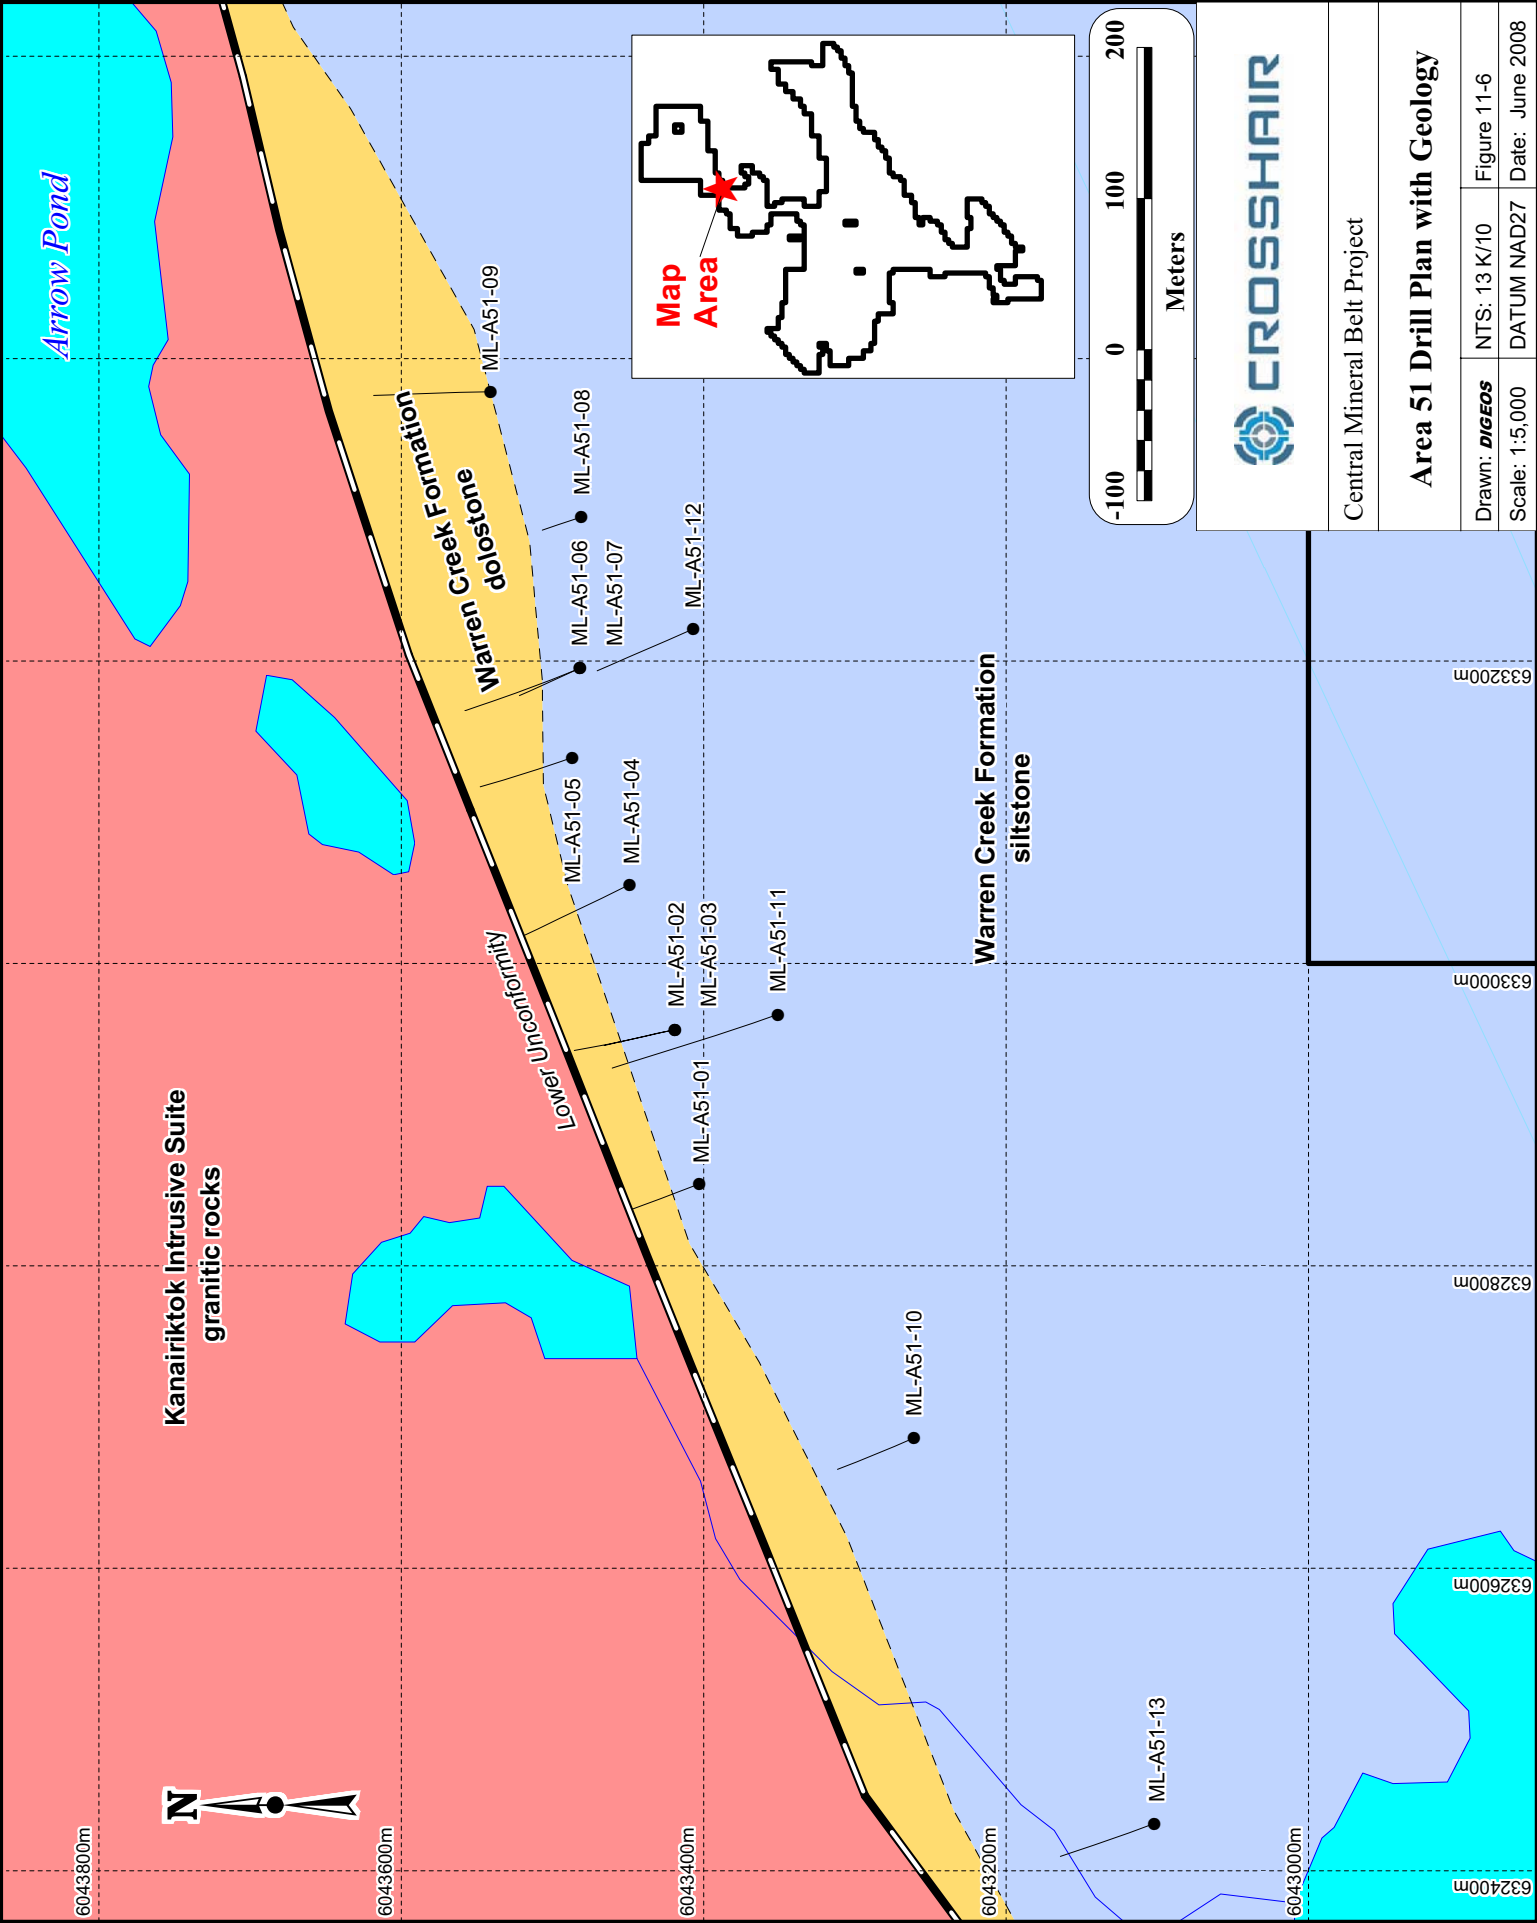 Arrow Pond
Kanairiktok Intrusive Suite
granitic rocks
Lower Unconformity
Warren Creek Formation
dolostone
Warren Creek Formation
siltstone
ML-A51-09
ML-A51-08
ML-A51-06
ML-A51-07
ML-A51-12
ML-A51-05
ML-A51-04
ML-A51-02
ML-A51-03
ML-A51-11
ML-A51-01
ML-A51-10
ML-A51-13
N
6043800m
6043600m
6043400m
6043200m
6043000m
632400m
632600m
632800m
633000m
633200m
Map
Area
-100 0 100 200
Meters
CROSSHAIR
Central Mineral Belt Project
Area 51 Drill Plan with Geology
Drawn: DIGEOS NTS: 13 K/10 Figure 11-6
Scale: 1:5,000 DATUM NAD27 Date: June 2008